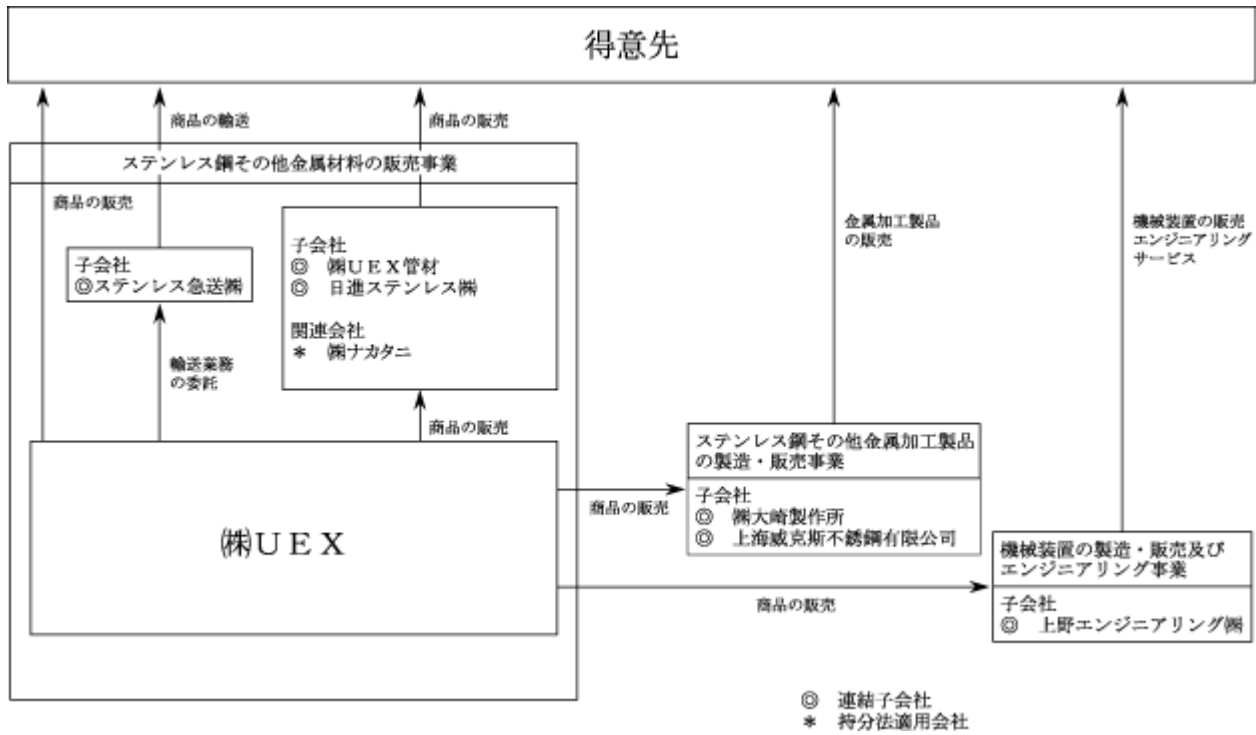 得意先
商品の輸送
商品の販売
ステンレス鋼その他金属材料の販売事業
商品の販売
子会社
◎ステンレス急送㈱
輸送業務
の委託
子会社
◎ ㈱UEX管材
◎ 日進ステンレス㈱
関連会社
* ㈱ナカタニ
商品の販売
㈱UEX
金属加工製品
の販売
機械装置の販売
エンジニアリング
サービス
商品の販売
ステンレス鋼その他金属加工製品
の製造・販売事業
子会社
◎ ㈱大崎製作所
◎ 上海威克斯不銹鋼有限公司
商品の販売
機械装置の製造・販売及び
エンジニアリング事業
子会社
◎ 上野エンジニアリング㈱
◎ 連結子会社
* 持分法適用会社